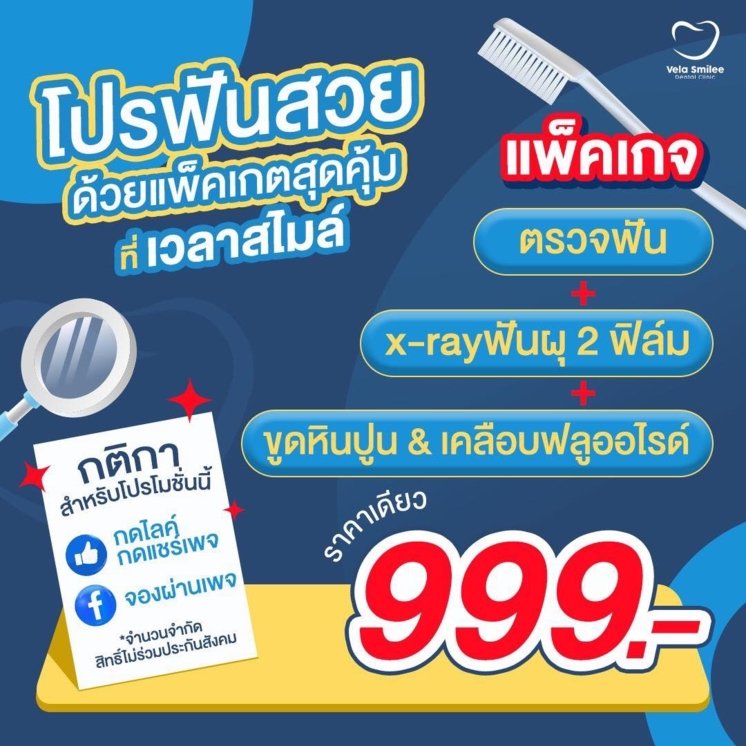 Vela Smilee
Dental Clinic
โปรฟันสวย
ด้วยแพ็คเกตสุดคุ้ม
ที่ เวลาสไมล์
แพ็คเกจ
ตรวจฟัน
+
x-rayฟันผุ 2 ฟิล์ม
+
ขูดหินปูน & เคลือบฟลูออไรด์
ราคาเดียว
999.-
กติกา
สำหรับโปรโมชั่นนี้
กดไลค์
กดแชร์เพจ
f จองผ่านเพจ
*จำนวนจำกัด
สิทธิ์ไม่ร่วมประกันสังคม